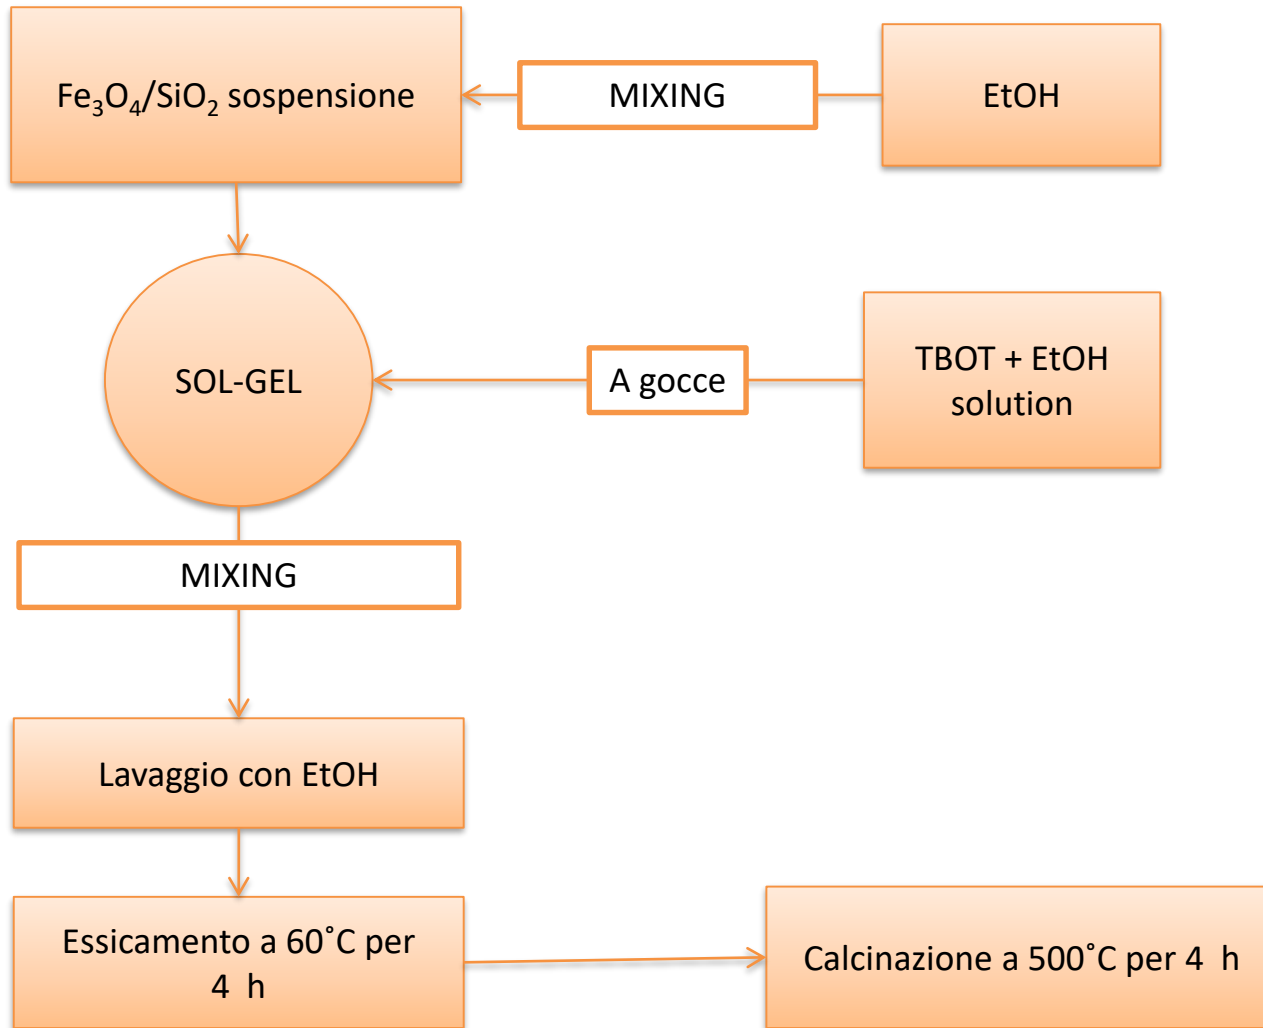 Fe₃O₄/SiO₂ sospensione
MIXING
EtOH
SOL-GEL
A gocce
TBOT + EtOH
solution
MIXING
Lavaggio con EtOH
Essicamento a 60˚C per
4 h
Calcinazione a 500˚C per 4 h